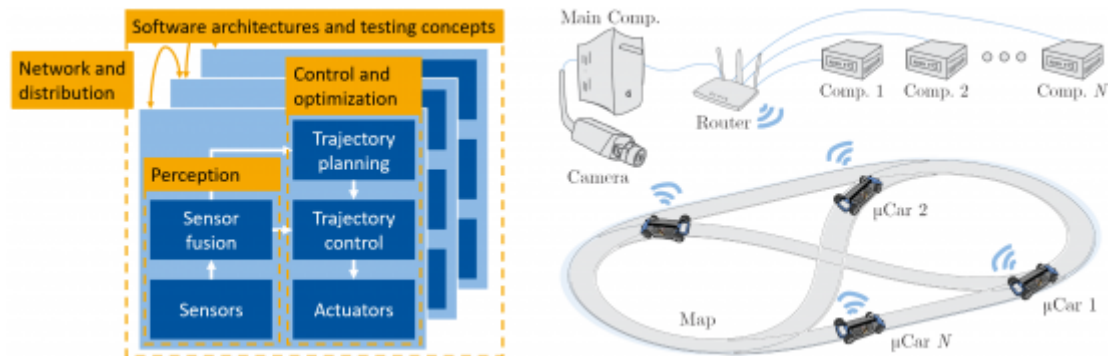 Software architectures and testing concepts
Network and
distribution
Control and
optimization
Trajectory
planning
Perception
Sensor
fusion
Trajectory
control
Sensors
Actuators
Main Comp.
Router
Camera
Comp. 1
Comp. 2
Comp. N
μCar 2
μCar 1
Map
μCar N